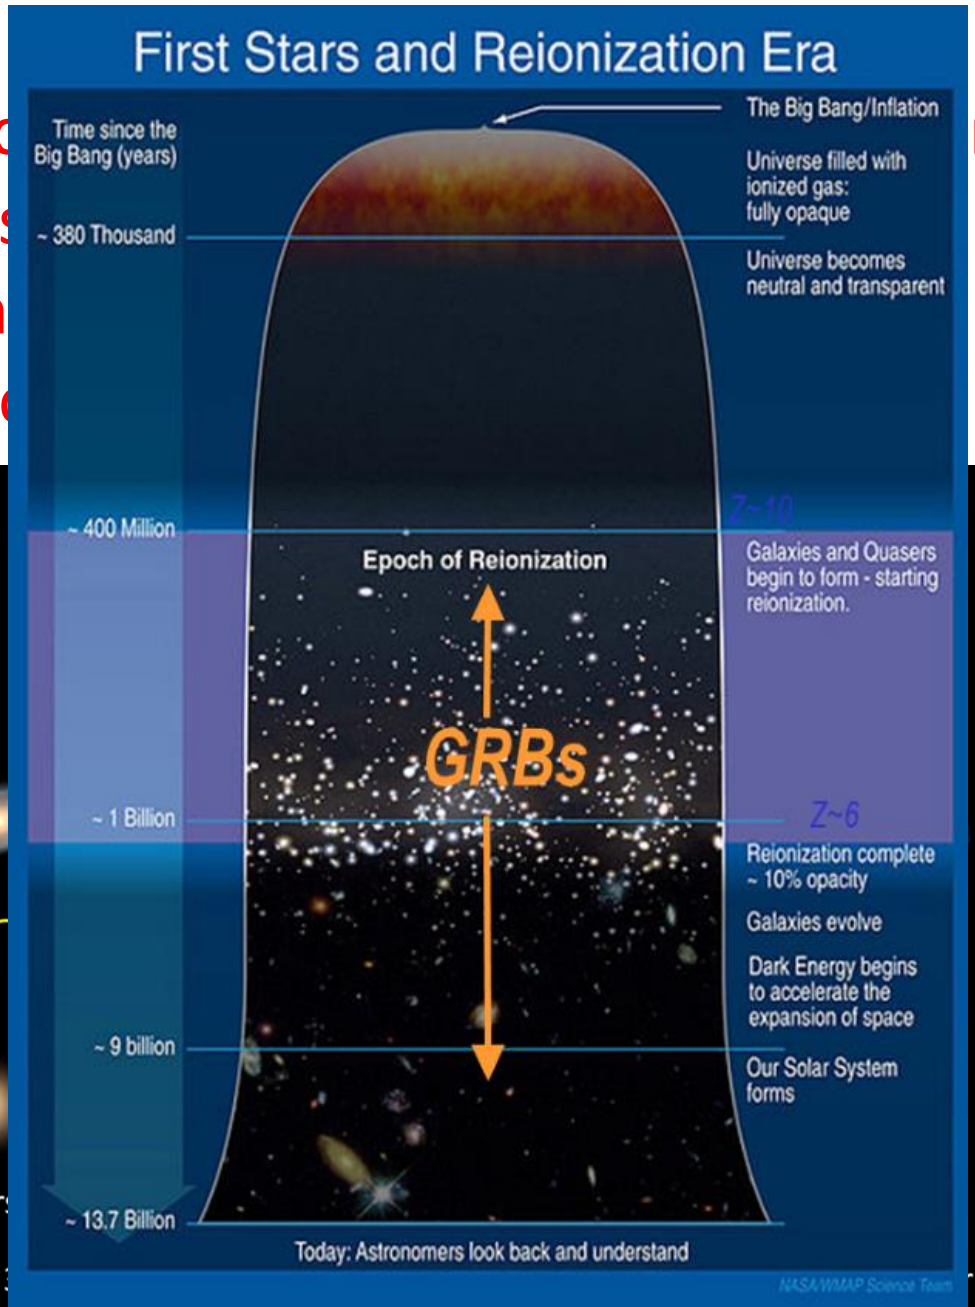 First Stars and Reionization Era
Time since the
Big Bang (years)
The Big Bang/Inflation
Universe filled with
ionized gas:
fully opaque
~ 380 Thousand
Universe becomes
neutral and transparent
Z~10
~ 400 Million
Epoch of Reionization
Galaxies and Quasers
begin to form - starting
reionization.
GRBs
~ 1 Billion
Z~6
Reionization complete
~ 10% opacity
Galaxies evolve
Dark Energy begins
to accelerate the
expansion of space
~ 9 billion
Our Solar System
forms
~ 13.7 Billion
Today: Astronomers look back and understand
NASA/WMAP Science Team